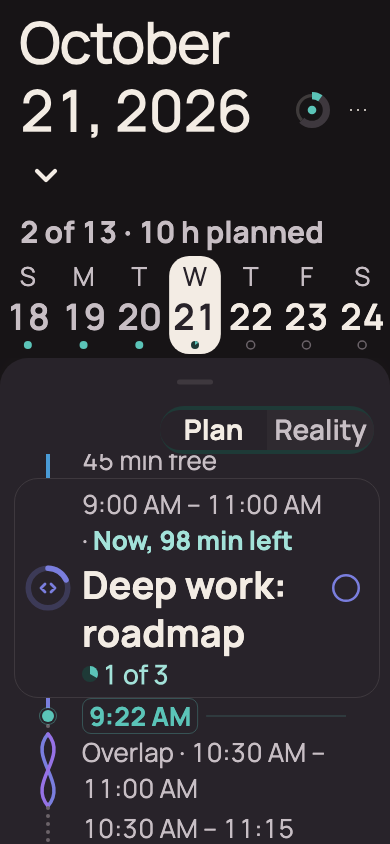 October
21, 2026
...
2 of 13 · 10 h planned
S M T W T F S
18 19 20 21 22 23 24
Plan Reality
45 min free
9:00 AM – 11:00 AM
· Now, 98 min left
Deep work:
roadmap
1 of 3
9:22 AM
Overlap · 10:30 AM –
11:00 AM
10:30 AM – 11:15